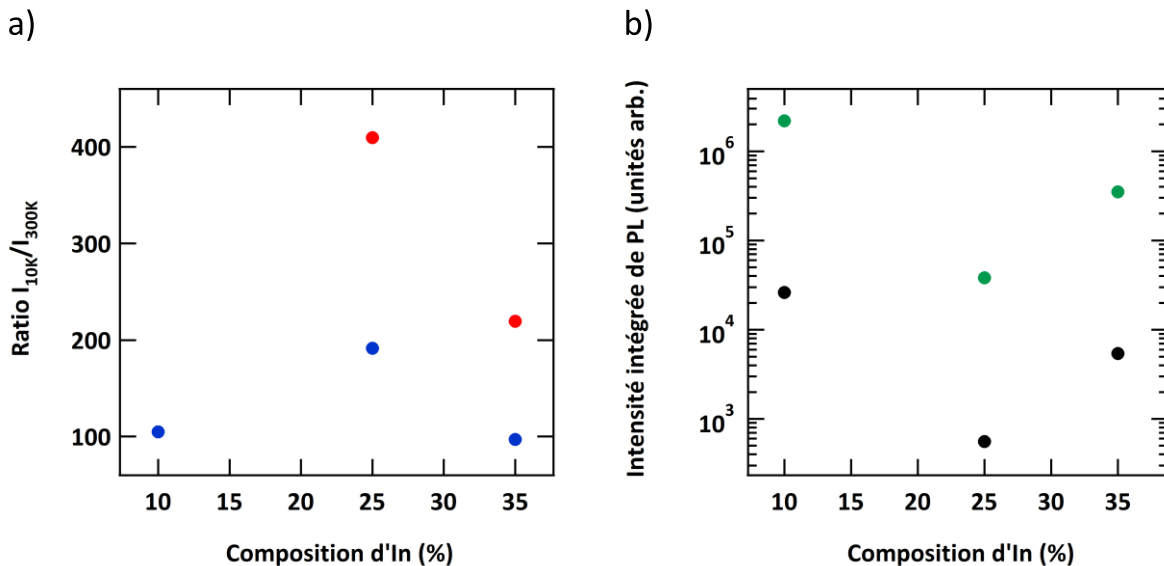 a)
Ratio I10K/I300K
400
300
200
100
10 15 20 25 30 35
Composition d'In (%)
b)
Intensité intégrée de PL (unités arb.)
10^6
10^5
10^4
10^3
10 15 20 25 30 35
Composition d'In (%)